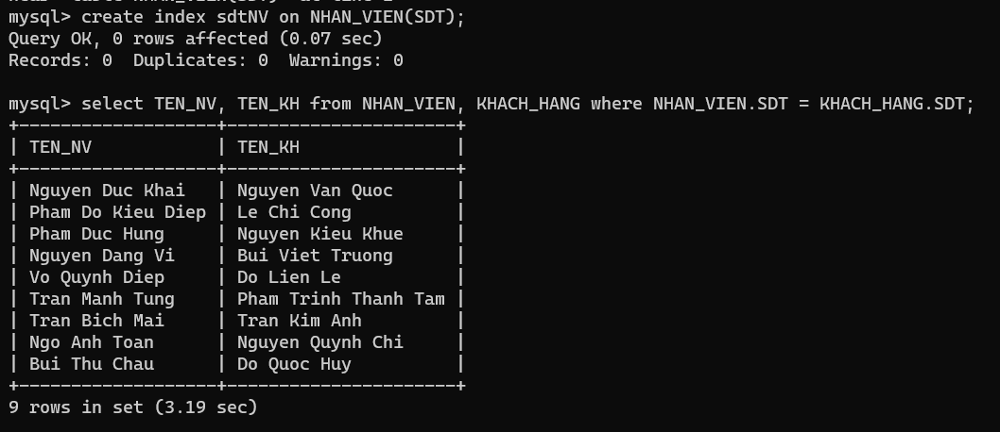 mysql> create index sdtNV on NHAN_VIEN(SDT);
Query OK, 0 rows affected (0.07 sec)
Records: 0  Duplicates: 0  Warnings: 0
mysql> select TEN_NV, TEN_KH from NHAN_VIEN, KHACH_HANG where NHAN_VIEN.SDT = KHACH_HANG.SDT;
+-------------------+----------------------+
| TEN_NV            | TEN_KH               |
+-------------------+----------------------+
| Nguyen Duc Khai   | Nguyen Van Quoc      |
| Pham Do Kieu Diep | Le Chi Cong          |
| Pham Duc Hung     | Nguyen Kieu Khue     |
| Nguyen Dang Vi    | Bui Viet Truong      |
| Vo Quynh Diep     | Do Lien Le           |
| Tran Manh Tung    | Pham Trinh Thanh Tam |
| Tran Bich Mai     | Tran Kim Anh         |
| Ngo Anh Toan      | Nguyen Quynh Chi     |
| Bui Thu Chau      | Do Quoc Huy          |
+-------------------+----------------------+
9 rows in set (3.19 sec)